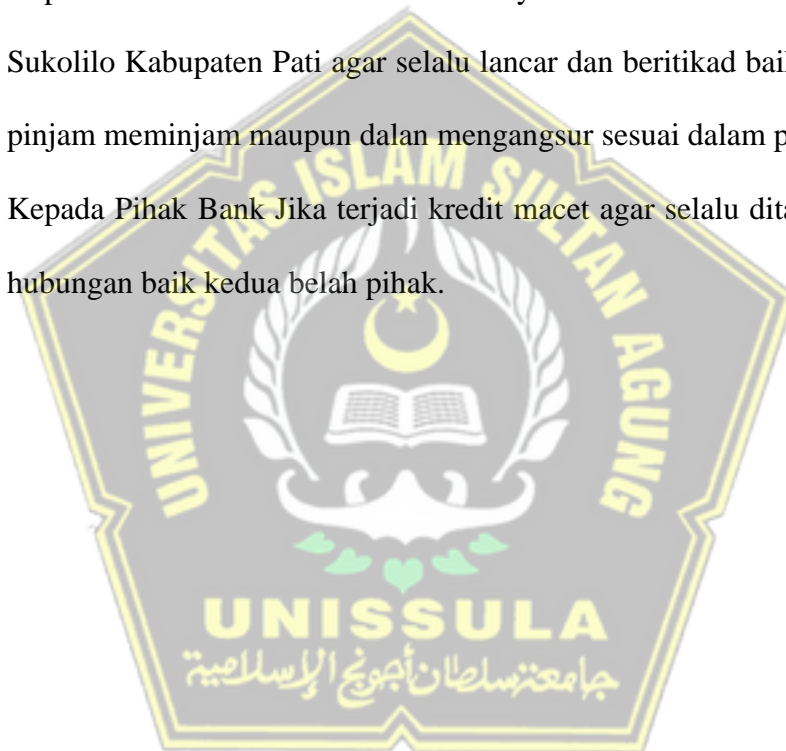 Sukolilo Kabupaten Pati agar selalu lancar dan beritikad baik
pinjam meminjam maupun dalan mengangsur sesuai dalam p
Kepada Pihak Bank Jika terjadi kredit macet agar selalu dita
hubungan baik kedua belah pihak.
UNIVERSITAS ISLAM SULTAN AGUNG
UNISSULA
جامعة سلطان أجونج الإسلامية